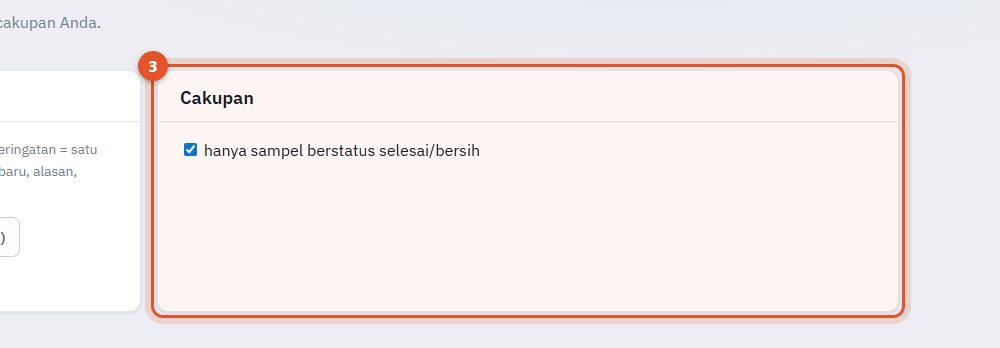 cakupan Anda.
3
Cakupan
hanya sampel berstatus selesai/bersih
eringatan = satu
baru, alasan,
)